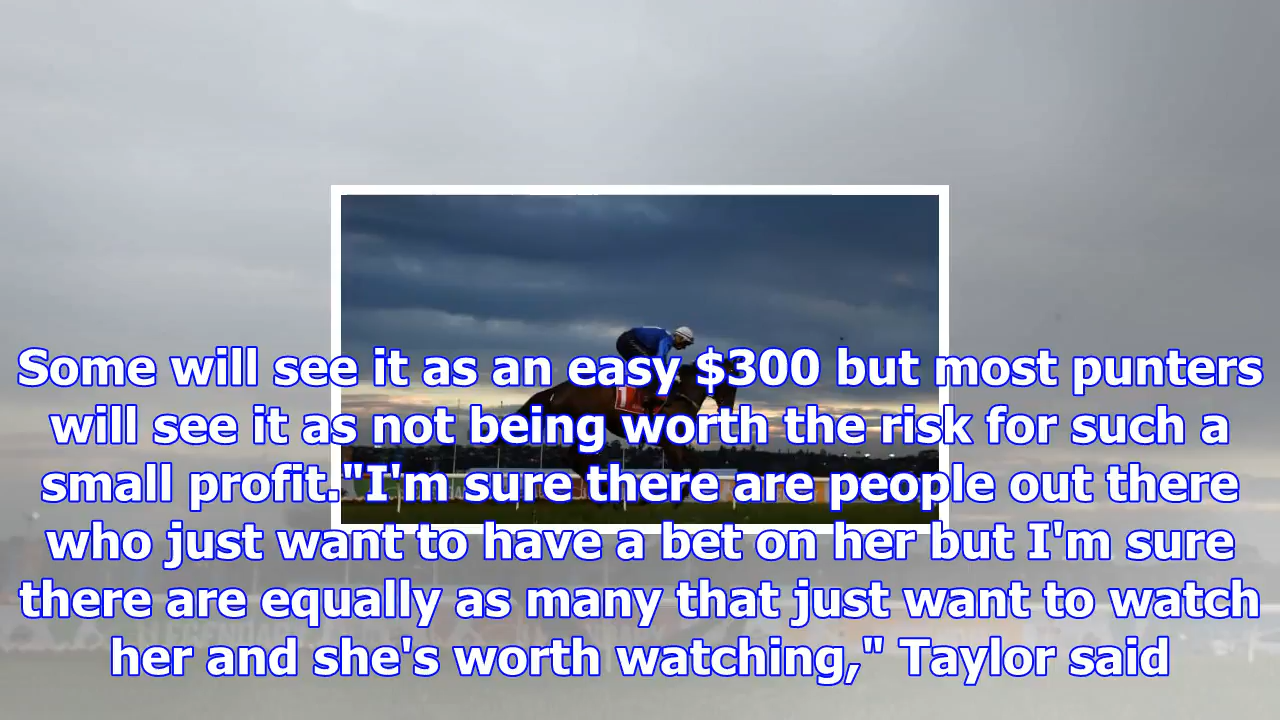 Some will see it as an easy $300 but most punters
will see it as not being worth the risk for such a
small profit."I'm sure there are people out there
who just want to have a bet on her but I'm sure
there are equally as many that just want to watch
her and she's worth watching," Taylor said